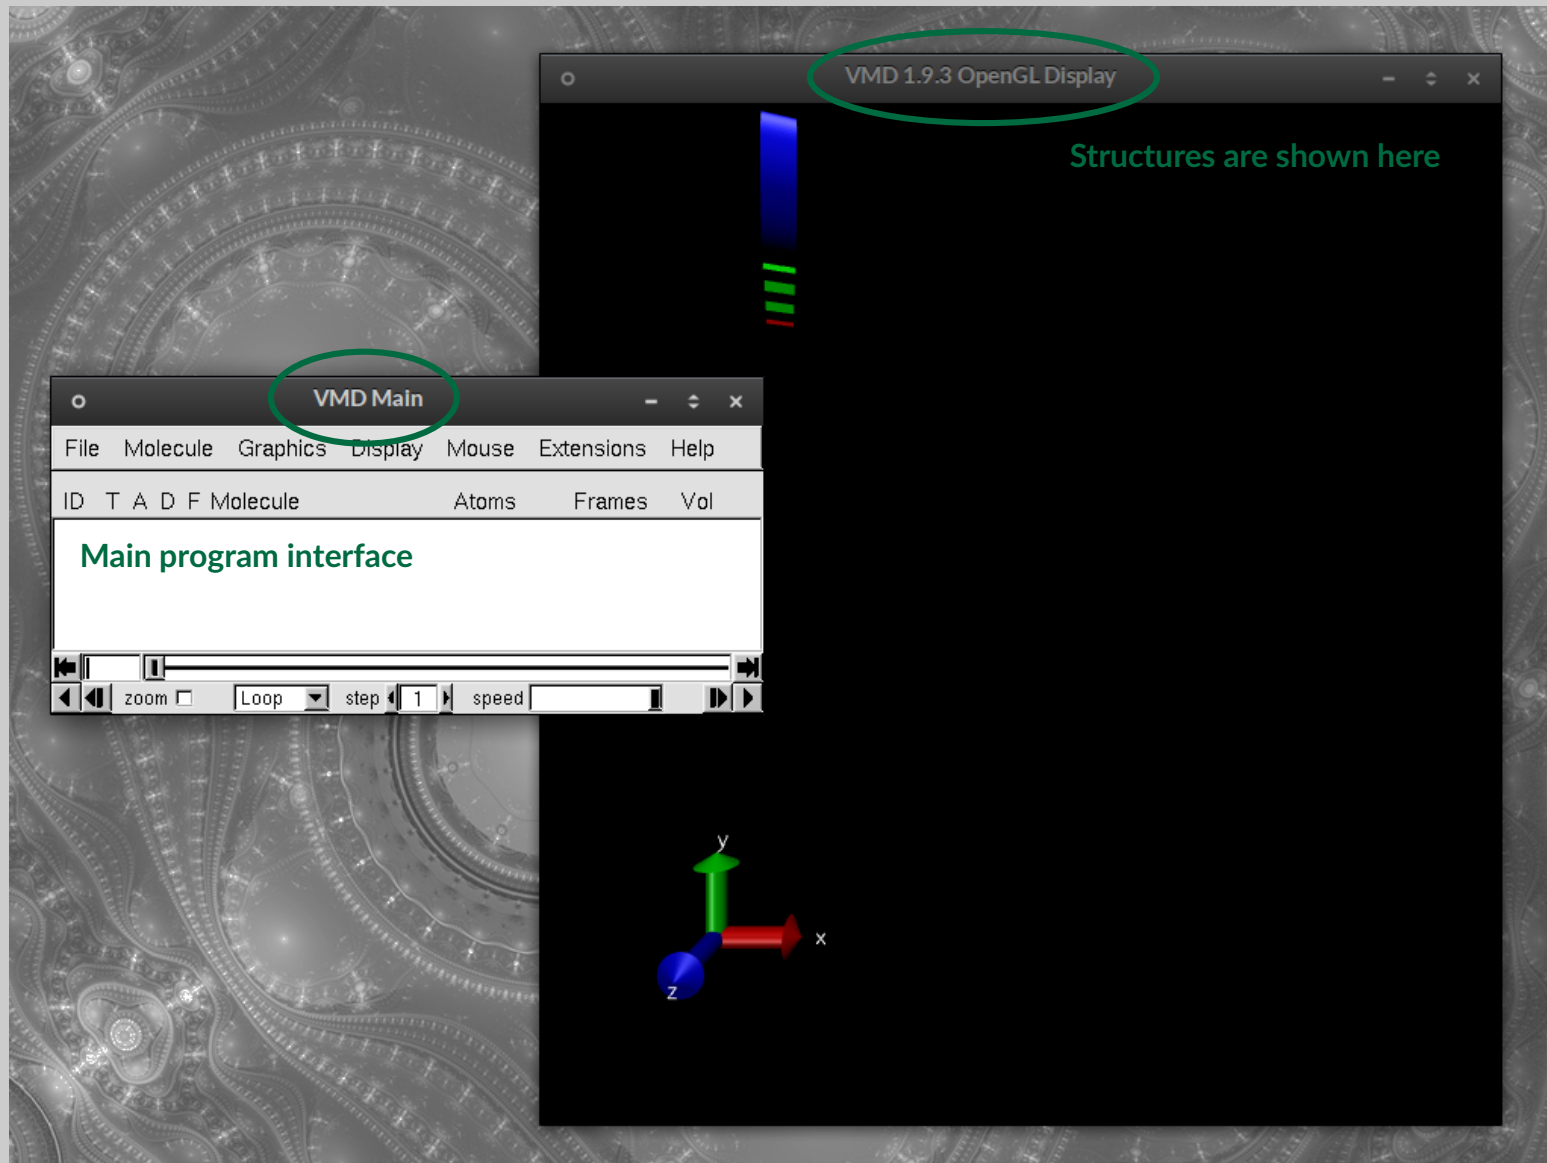 VMD 1.9.3 OpenGL Display
Structures are shown here
VMD Main
File Molecule Graphics Display Mouse Extensions Help
ID T A D F Molecule Atoms Frames Vol
Main program interface
zoom Loop step 1 speed
y
x
z